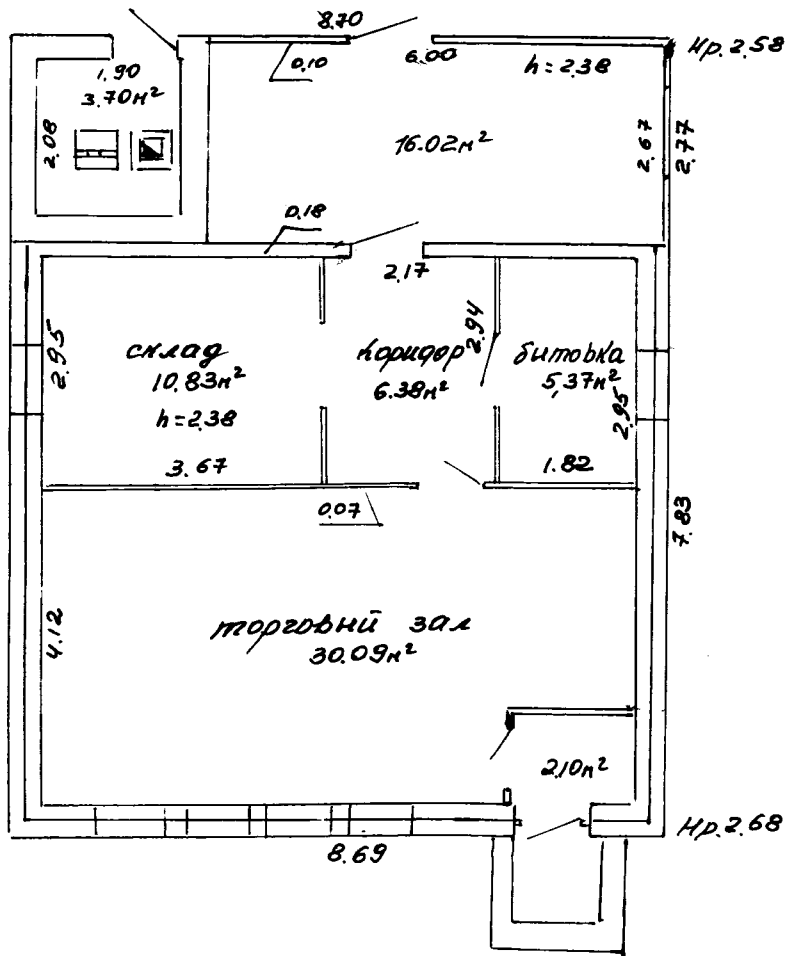 8.70
Нр. 2.58
1.90
3.70м²
2.08
0.10
6.00
h=2.38
16.02м²
2.67
2.77
0.18
2.17
2.95
склад
10.83м²
h=2.38
3.67
коридор
6.38м²
2.94
битовка
5,37м²
2.95
1.82
0.07
7.83
4.12
торговий зал
30.09м²
2.10м²
Нр. 2.68
8.69